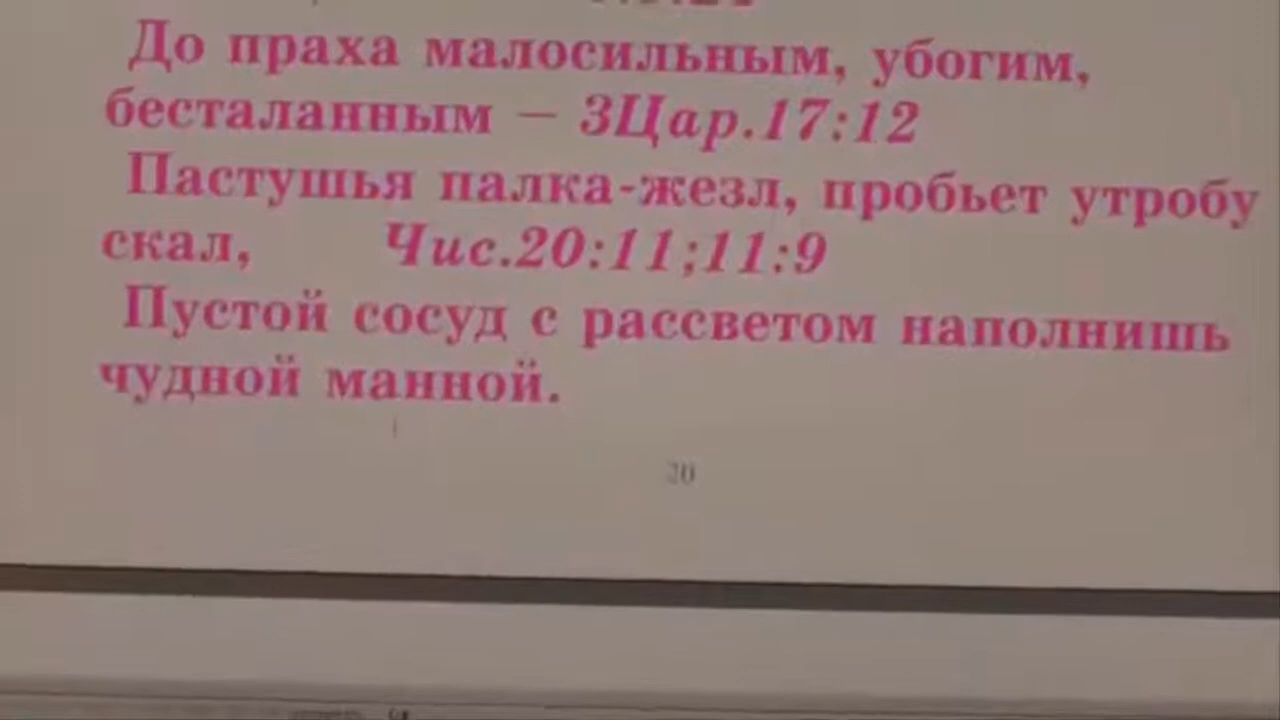 До праха малосильным, убогим,
бесталанным – 3Цар.17:12
Пастушья палка-жезл, пробьет утробу
скал, Чис.20:11;11:9
Пустой сосуд с рассветом наполнишь
чудной манной.
20